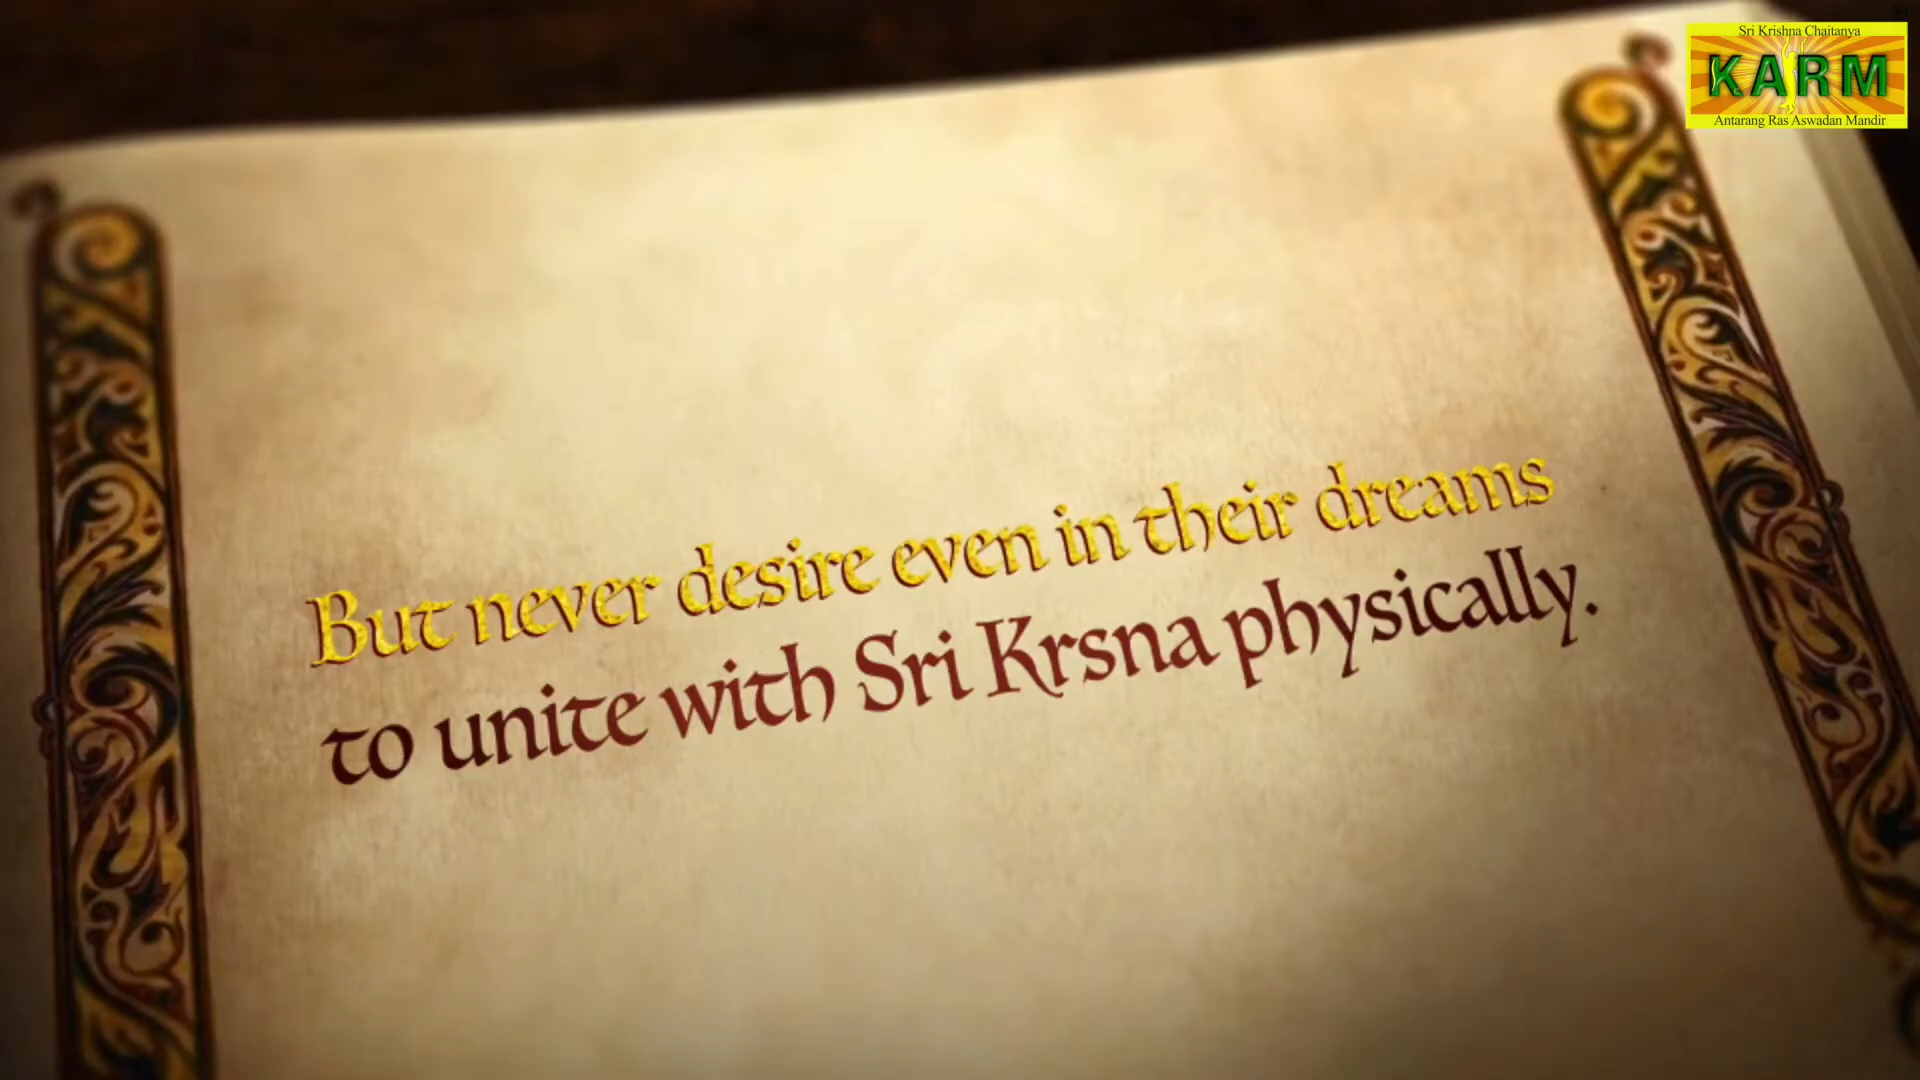 Sri Krishna Chaitanya
KARM
Antarang Ras Aswadan Mandir
But never desire even in their dreams
to unite with Sri Krsna physically.